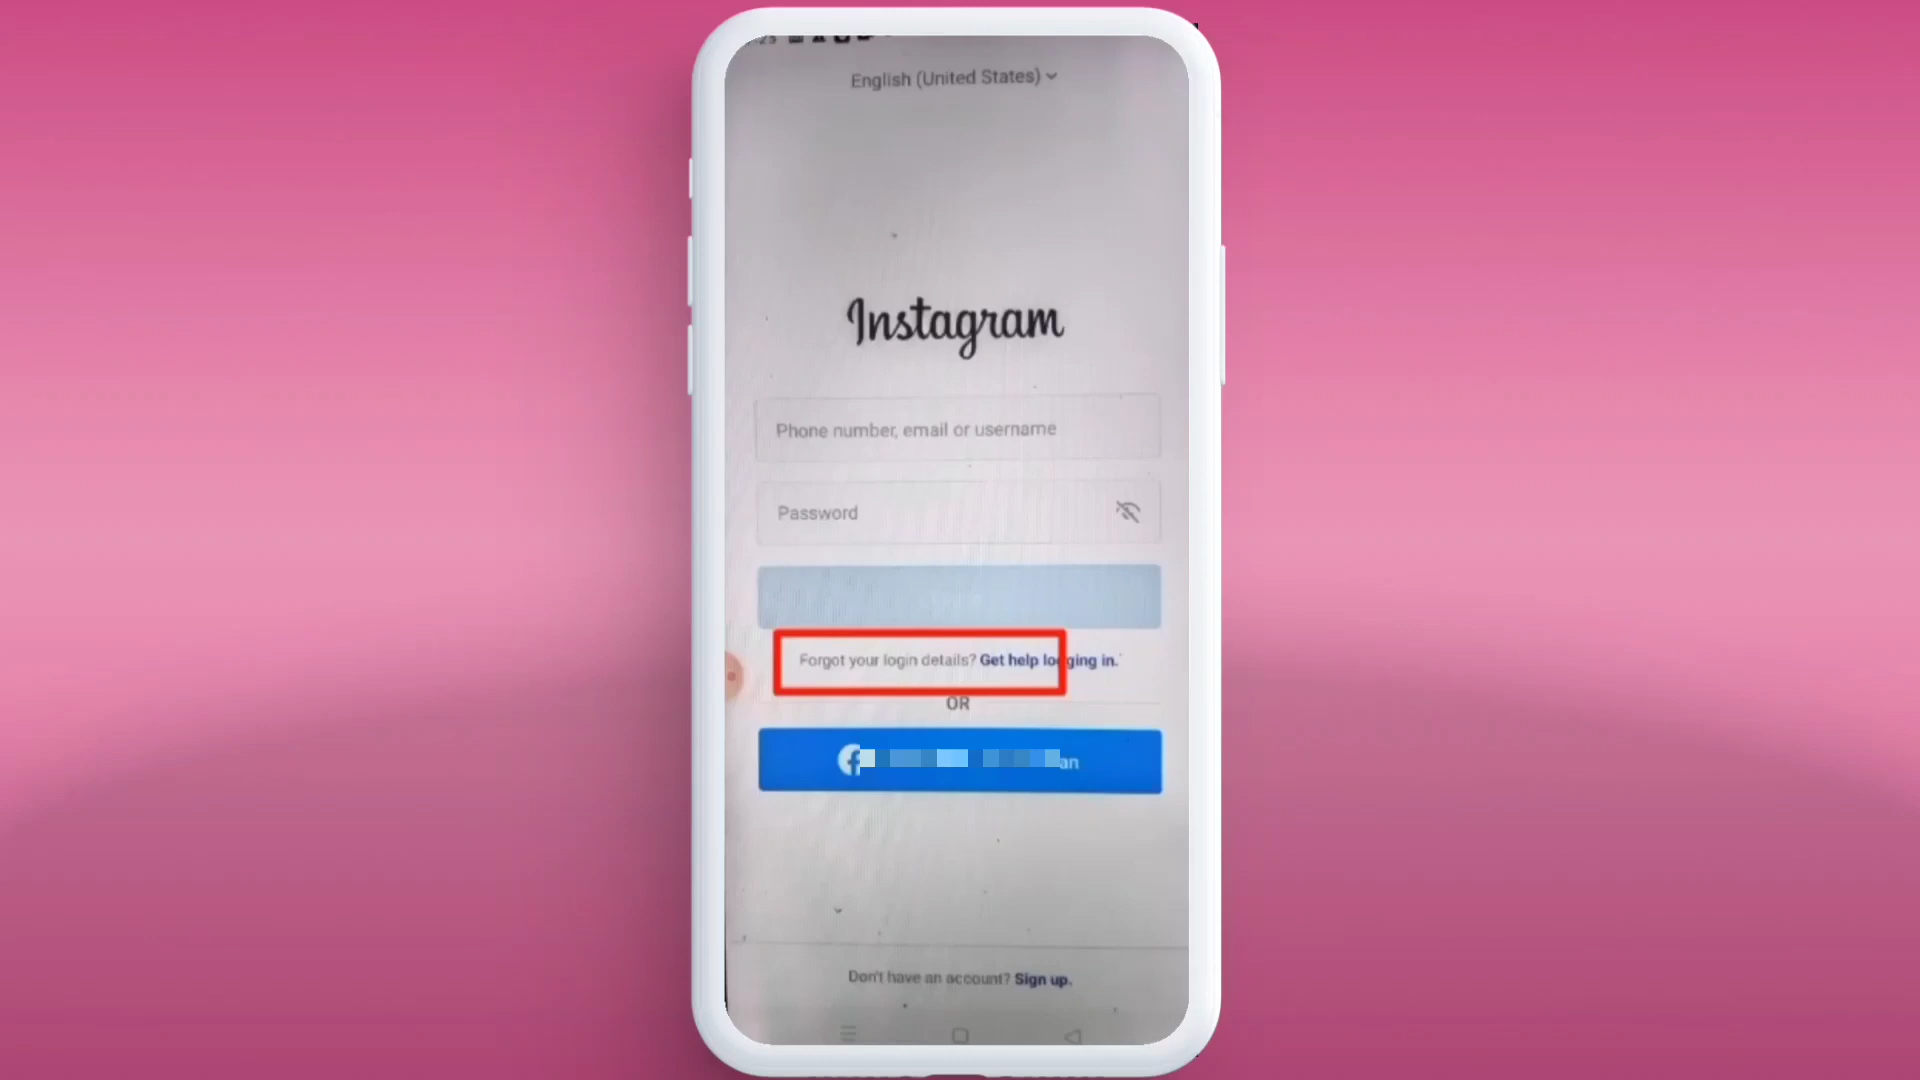 English (United States)
Instagram
Phone number, email or username
Password
Forgot your login details? Get help logging in.
OR
an
Don't have an account? Sign up.